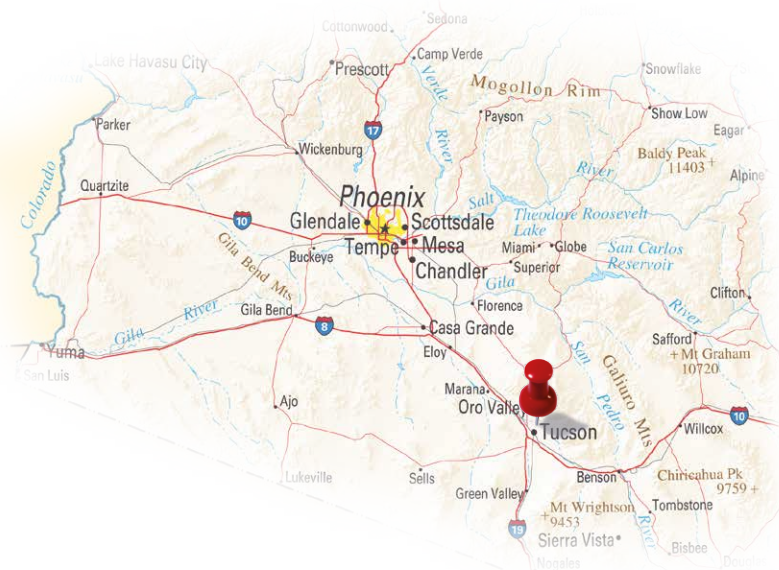 Sedona
Cottonwood
Camp Verde
Lake Havasu City
Prescott
Verde
River
Mogollon Rim
Snowflake
Payson
Show Low
Eagar
Parker
17
Wickenburg
Baldy Peak
11403
Alpine
River
Salt
Colorado
Quartzite
10
Phoenix
Glendale
Scottsdale
Theodore Roosevelt
Lake
Tempe
Mesa
Miami
Globe
Buckeye
Chandler
Superior
San Carlos
Reservoir
Gila Bend Mts
Gila
River
Clifton
Florence
Gila
River
Gila Bend
8
Casa Grande
Safford
Eloy
San
Pedro
Galiuro Mts
Mt Graham
10720
Yuma
San Luis
Marana
Oro Valley
Ajo
10
Tucson
Willcox
Lukeville
Sells
Benson
Chiricahua Pk
9759
Green Valley
Mt Wrightson
9453
Tombstone
19
River
Sierra Vista
Bisbee
Nogales